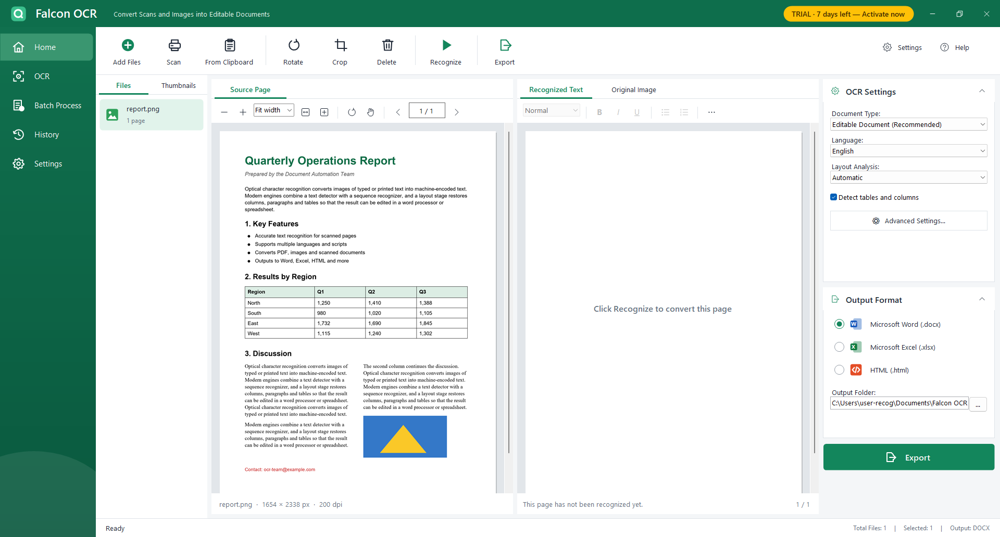 Falcon OCR
Convert Scans and Images into Editable Documents
TRIAL · 7 days left — Activate now
Home
OCR
Batch Process
History
Settings
Add Files
Scan
From Clipboard
Rotate
Crop
Delete
Recognize
Export
Settings
Help
Files
Thumbnails
report.png
1 page
Source Page
Fit width
1 / 1
Quarterly Operations Report
Prepared by the Document Automation Team
Optical character recognition converts images of typed or printed text into machine-encoded text.
Modern engines combine a text detector with a sequence recognizer, and a layout stage restores
columns, paragraphs and tables so that the result can be edited in a word processor or
spreadsheet.
1. Key Features
● Accurate text recognition for scanned pages
● Supports multiple languages and scripts
● Converts PDF, images and scanned documents
● Outputs to Word, Excel, HTML and more
2. Results by Region
Region Q1 Q2 Q3
North 1,250 1,410 1,388
South 980 1,020 1,105
East 1,732 1,690 1,845
West 1,115 1,240 1,302
3. Discussion
Optical character recognition converts images of
typed or printed text into machine-encoded text.
Modern engines combine a text detector with a
sequence recognizer, and a layout stage restores
columns, paragraphs and tables so that the result
can be edited in a word processor or spreadsheet.
Optical character recognition converts images of
typed or printed text into machine-encoded text.
Modern engines combine a text detector with a
sequence recognizer, and a layout stage restores
columns, paragraphs and tables so that the result
can be edited in a word processor or spreadsheet.
The second column continues the discussion.
Optical character recognition converts images of
typed or printed text into machine-encoded text.
Modern engines combine a text detector with a
sequence recognizer, and a layout stage restores
columns, paragraphs and tables so that the result
can be edited in a word processor or spreadsheet.
Contact: ocr-team@example.com
report.png · 1654 × 2338 px · 200 dpi
Recognized Text
Original Image
Normal
B I U
...
Click Recognize to convert this page
This page has not been recognized yet.
1 / 1
OCR Settings
Document Type:
Editable Document (Recommended)
Language:
English
Layout Analysis:
Automatic
Detect tables and columns
Advanced Settings...
Output Format
Microsoft Word (.docx)
Microsoft Excel (.xlsx)
HTML (.html)
Output Folder:
C:\Users\user-recog\Documents\Falcon OCR
...
Export
Ready
Total Files: 1 | Selected: 1 | Output: DOCX